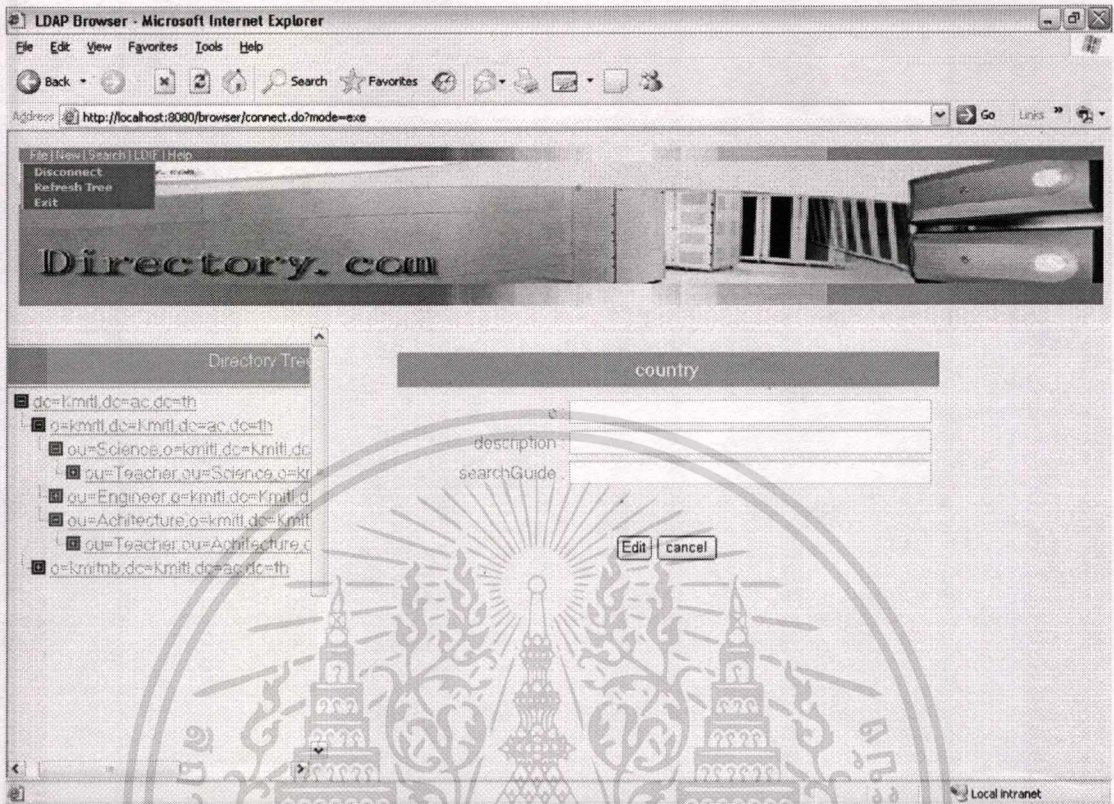 LDAP Browser - Microsoft Internet Explorer
File Edit View Favorites Tools Help
Back Search Favorites
Address http://localhost:8080/browser/connect.do?mode=exe Go Links »
File | New | Search | LDIF | Help
Disconnect
Refresh Tree
Exit
Directory.com
Directory Tree
country
dc=Kmitl,dc=ac,dc=th
o=kmitl,dc=Kmitl,dc=ac,dc=th
ou=Science,o=kmitl,dc=Kmitl,dc
ou=Teacher,ou=Science,o=k
ou=Engineer,o=kmitl,dc=Kmitl,d
ou=Achitecture,o=kmitl,dc=Kmitl
ou=Teacher,ou=Achitecture,o
o=kmitnb,dc=Kmitl,dc=ac,dc=th
c :
description :
searchGuide :
Edit cancel
Local intranet